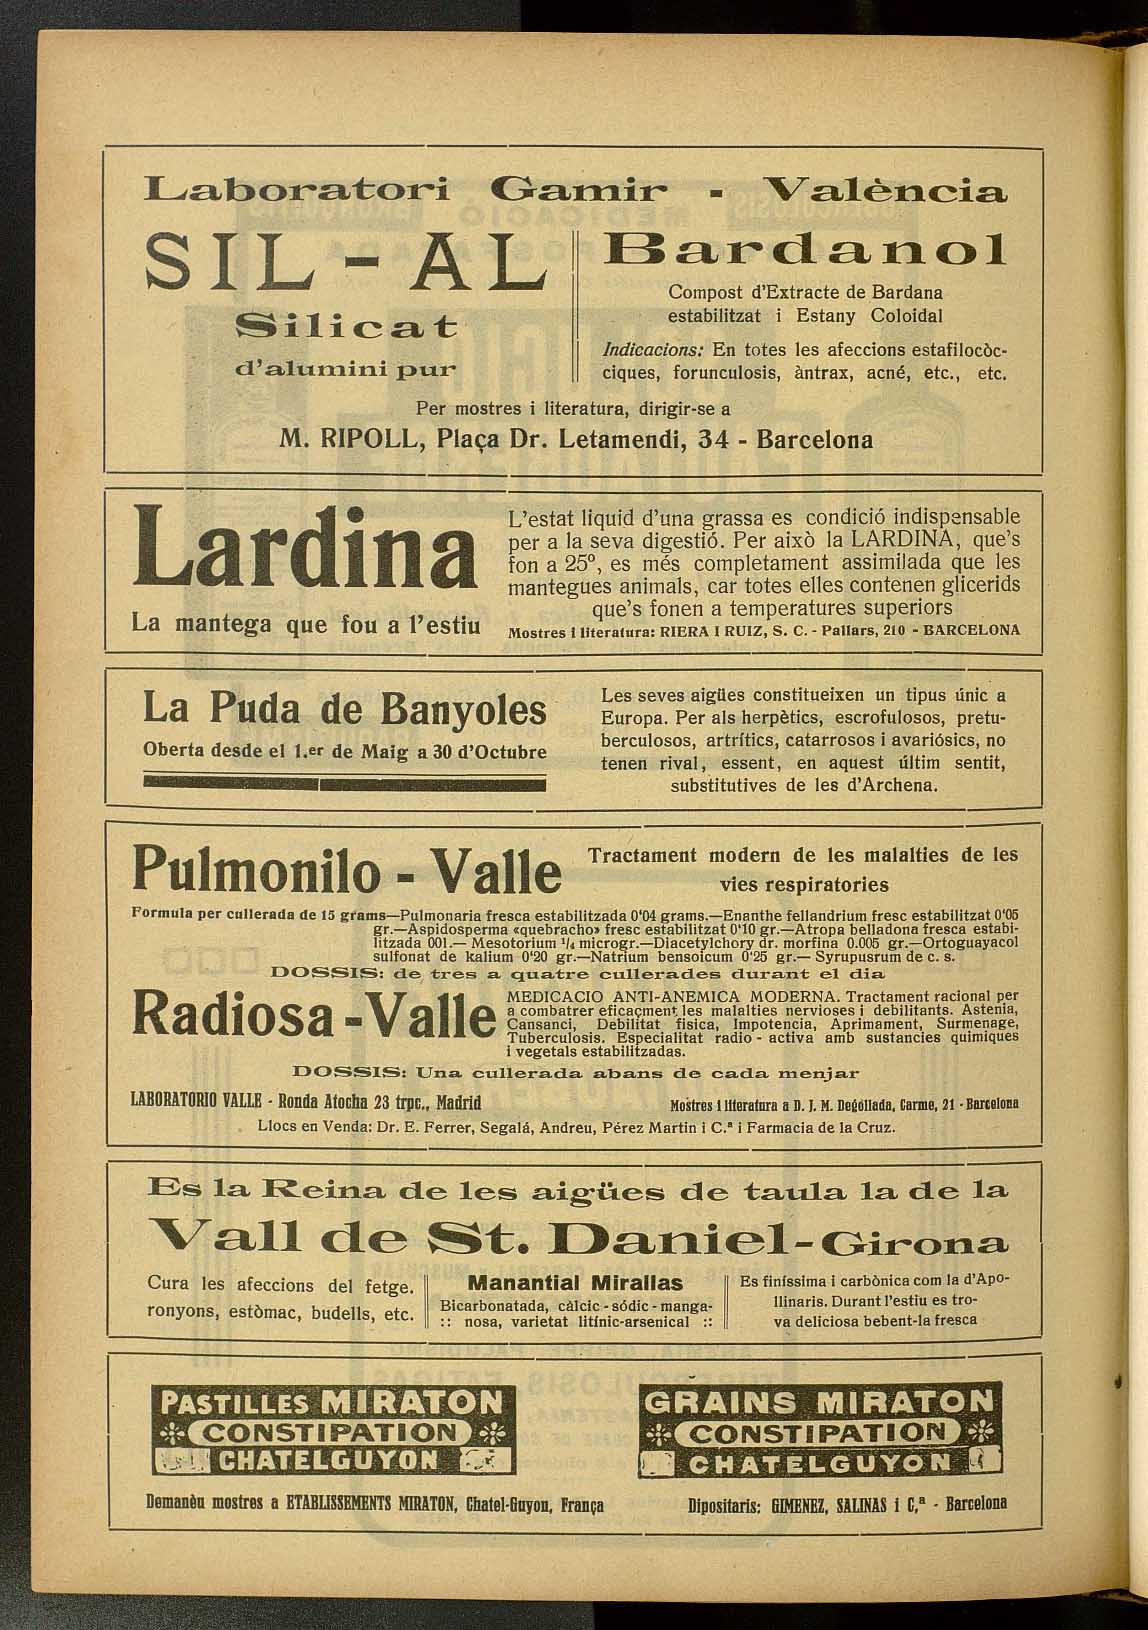 Laboratori Gamir - València
SIL - AL
Silicat
d'alumini pur
Bardanol
Compost d'Extracte de Bardana
estabilitzat i Estany Coloidal
Indicacions: En totes les afeccions estafilocòc-
ciques, forunculosis, àntrax, acné, etc., etc.
Per mostres i literatura, dirigir-se a
M. RIPOLL, Plaça Dr. Letamendi, 34 - Barcelona
Lardina
La mantega que fou a l'estiu
L'estat liquid d'una grassa es condició indispensable
per a la seva digestió. Per això la LARDINA, que's
fon a 25º, es més completament assimilada que les
mantegues animals, car totes elles contenen glicerids
que's fonen a temperatures superiors
Mostres i literatura: RIERA I RUIZ, S. C. - Pallars, 210 - BARCELONA
La Puda de Banyoles
Oberta desde el 1.er de Maig a 30 d'Octubre
Les seves aigües constitueixen un tipus únic a
Europa. Per als herpètics, escrofulosos, pretu-
berculosos, artrítics, catarrosos i avariósics, no
tenen rival, essent, en aquest últim sentit,
substitutives de les d'Archena.
Pulmonilo - Valle
Tractament modern de les malalties de les
vies respiratories
Formula per cullerada de 15 grams—Pulmonaria fresca estabilitzada 0'04 grams.—Enanthe fellandrium fresc estabilitzat 0'05
gr.—Aspidosperma «quebracho» fresc estabilitzat 0'10 gr.—Atropa belladona fresca estabi-
litzada 001.— Mesotorium 1/4 microgr.—Diacetylchory dr. morfina 0.005 gr.—Ortoguayacol
sulfonat de kalium 0'20 gr.—Natrium bensoicum 0'25 gr.— Syrupusrum de c. s.
DOSSIS: de tres a quatre cullerades durant el dia
Radiosa - Valle
MEDICACIO ANTI-ANEMICA MODERNA. Tractament racional per
a combatrer eficaçment les malalties nervioses i debilitants. Astenia,
Cansanci, Debilitat fisica, Impotencia, Aprimament, Surmenage,
Tuberculosis. Especialitat radio - activa amb sustancies quimiques
i vegetals estabilitzadas.
DOSSIS: Una cullerada abans de cada menjar
LABORATORIO VALLE - Ronda Atocha 23 trpc., Madrid
Mostres i literatura a D. J. M. Degollada, Carme, 21 - Barcelona
Llocs en Venda: Dr. E. Ferrer, Segalá, Andreu, Pérez Martin i C.ª i Farmacia de la Cruz.
Es la Reina de les aigües de taula la de la
Vall de St. Daniel-Girona
Cura les afeccions del fetge.
ronyons, estòmac, budells, etc.
Manantial Mirallas
Bicarbonatada, càlcic - sódic - manga-
:: nosa, varietat litínic-arsenical ::
Es finíssima i carbònica com la d'Apo-
llinaris. Durant l'estiu es tro-
va deliciosa bebent-la fresca
PASTILLES MIRATON
CONSTIPATION
CHATELGUYON
GRAINS MIRATON
CONSTIPATION
CHATELGUYON
Demanèu mostres a ETABLISSEMENTS MIRATON, Chatel-Guyon, França
Dipositaris: GIMENEZ, SALINAS i C,ª - Barcelona